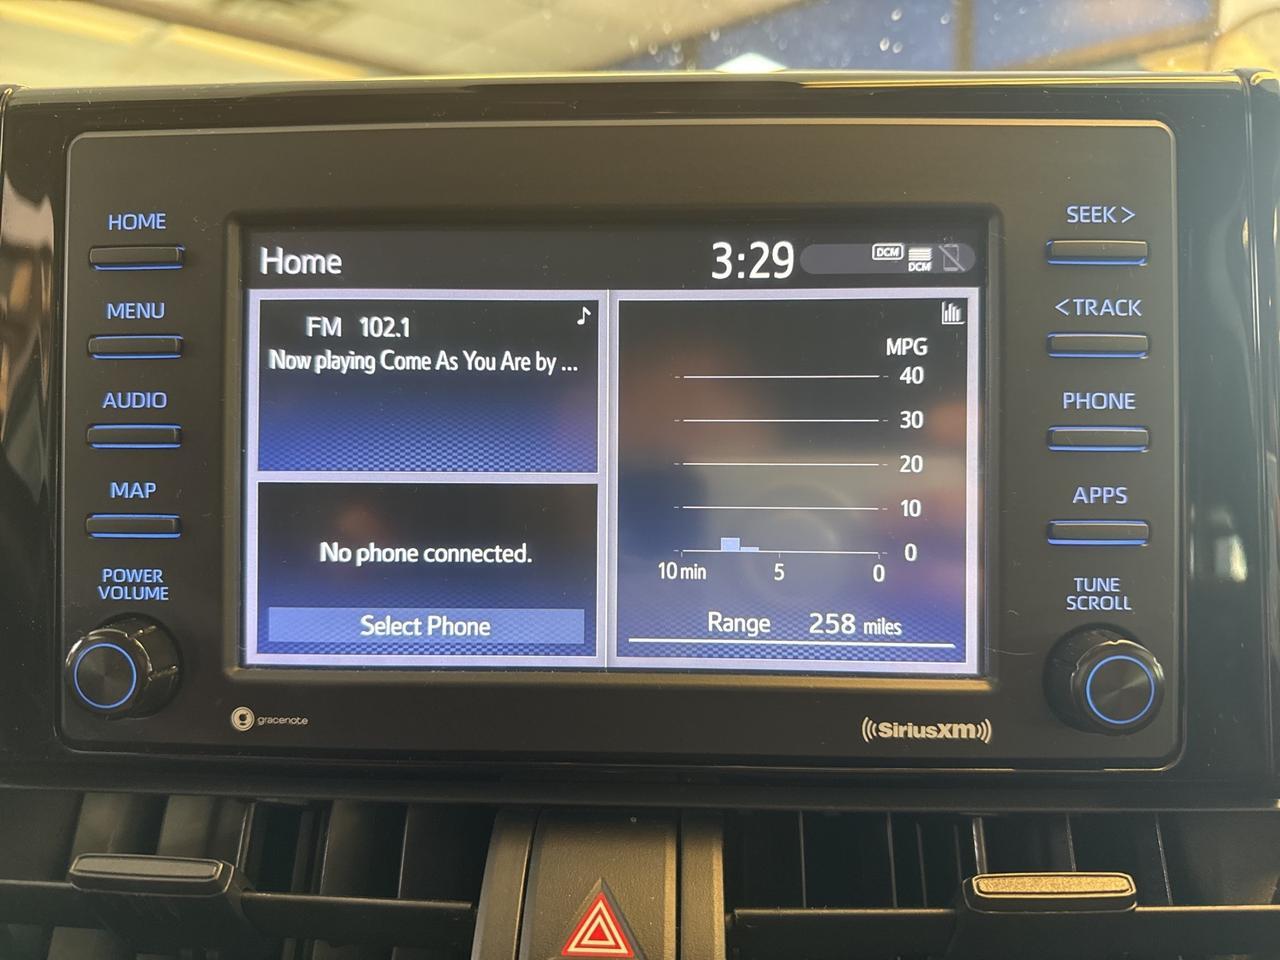 HOME
MENU
AUDIO
MAP
POWER
VOLUME
Home
3:29
DCM
DCM
FM 102.1
Now playing Come As You Are by ...
No phone connected.
Select Phone
MPG
40
30
20
10
0
10 min 5 0
Range 258 miles
SEEK >
< TRACK
PHONE
APPS
TUNE
SCROLL
g gracenote
((SiriusXM))